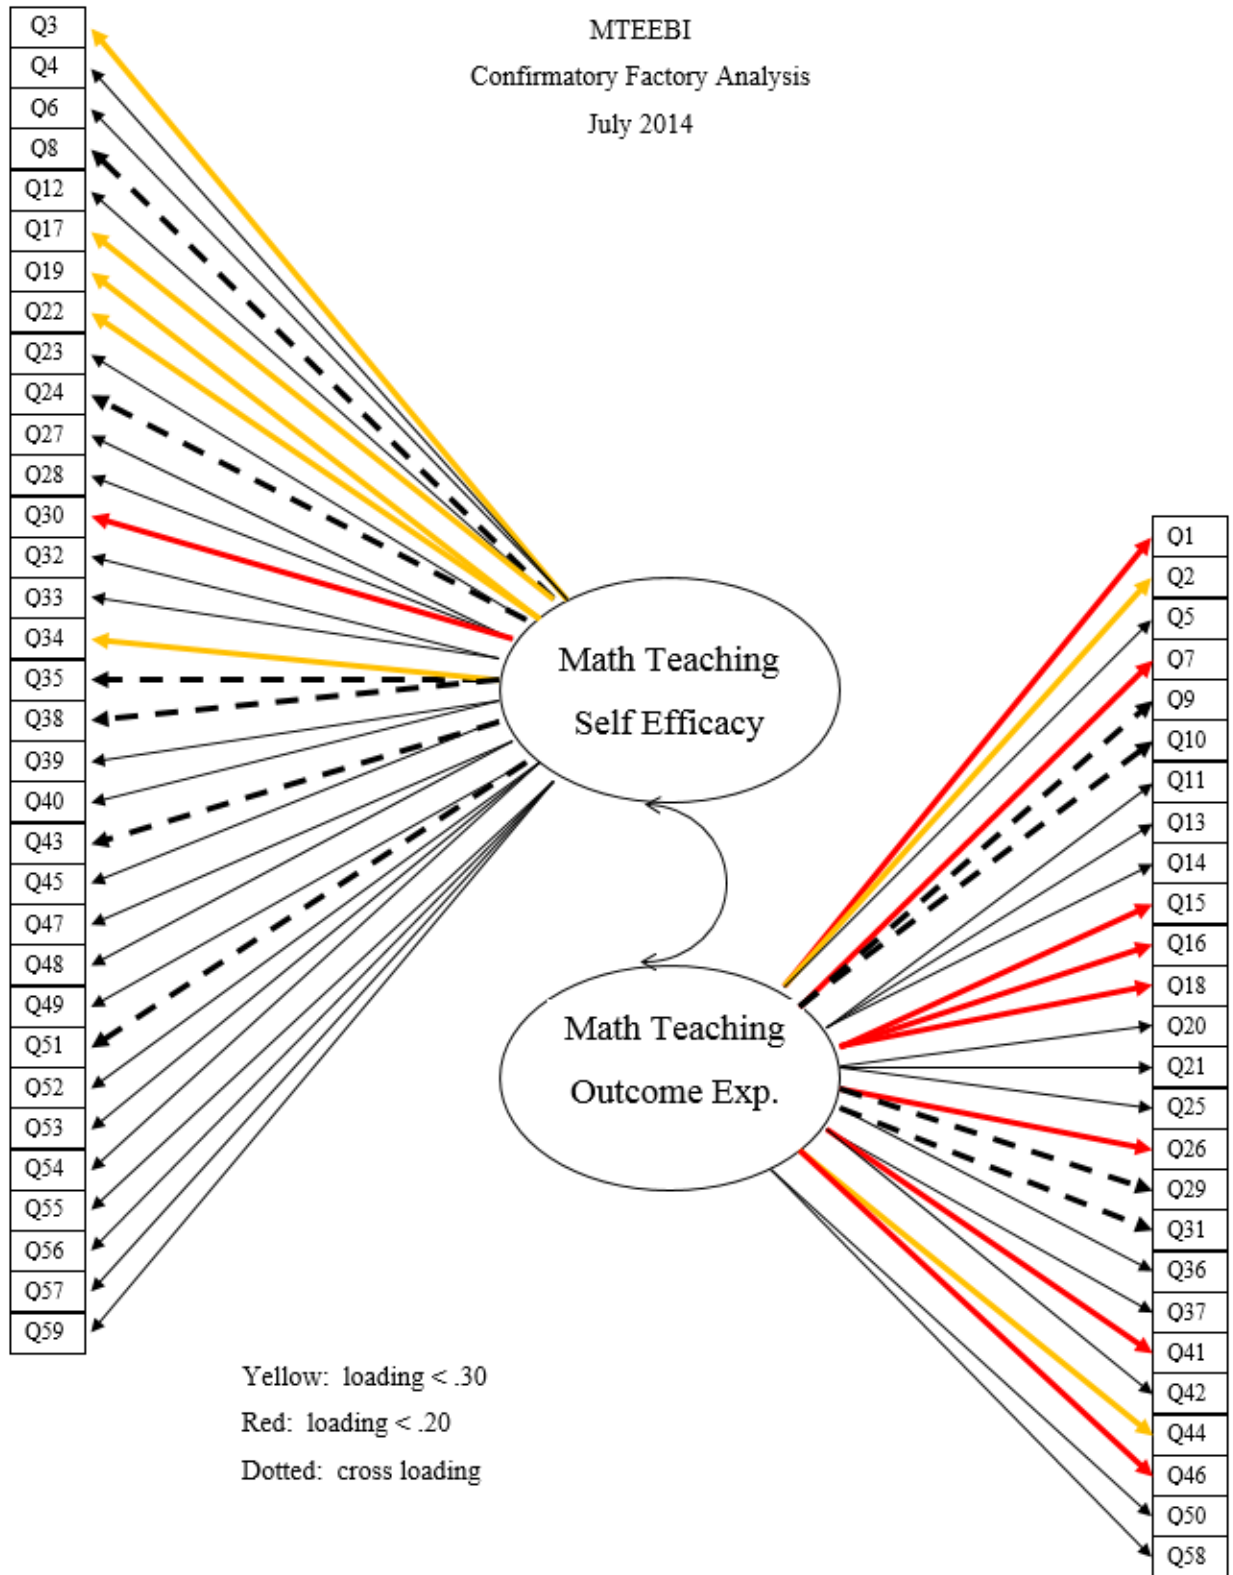 MTEEBI
Confirmatory Factory Analysis
July 2014
Q3
Q4
Q6
Q8
Q12
Q17
Q19
Q22
Q23
Q24
Q27
Q28
Q30
Q32
Q33
Q34
Q35
Q38
Q39
Q40
Q43
Q45
Q47
Q48
Q49
Q51
Q52
Q53
Q54
Q55
Q56
Q57
Q59
Math Teaching
Self Efficacy
Math Teaching
Outcome Exp.
Q1
Q2
Q5
Q7
Q9
Q10
Q11
Q13
Q14
Q15
Q16
Q18
Q20
Q21
Q25
Q26
Q29
Q31
Q36
Q37
Q41
Q42
Q44
Q46
Q50
Q58
Yellow:  loading < .30
Red:  loading < .20
Dotted:  cross loading